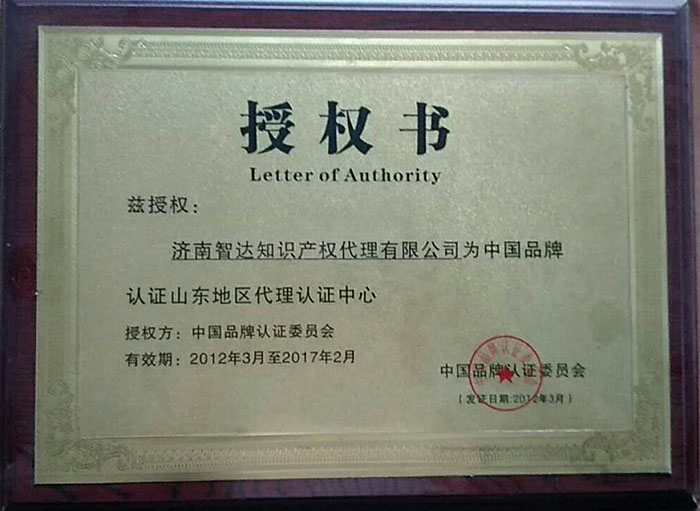 授权书
Letter of Authority
兹授权：
济南智达知识产权代理有限公司为中国品牌
认证山东地区代理认证中心
授权方：中国品牌认证委员会
有效期：2012年3月至2017年2月
中国品牌认证委员会
（发证日期:2012年3月）